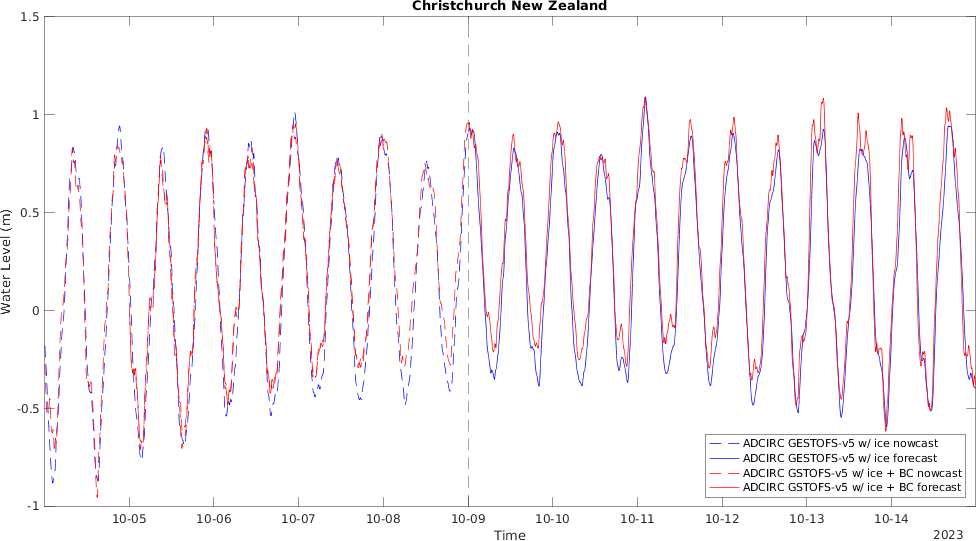 Christchurch New Zealand
1.5
1
0.5
0
-0.5
-1
Water Level (m)
ADCIRC GESTOFS-v5 w/ ice nowcast
ADCIRC GESTOFS-v5 w/ ice forecast
ADCIRC GSTOFS-v5 w/ ice + BC nowcast
ADCIRC GSTOFS-v5 w/ ice + BC forecast
10-05 10-06 10-07 10-08 10-09 10-10 10-11 10-12 10-13 10-14
Time
2023